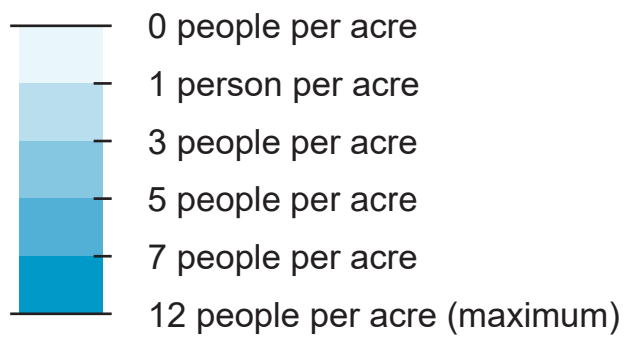 0 people per acre
1 person per acre
3 people per acre
5 people per acre
7 people per acre
12 people per acre (maximum)